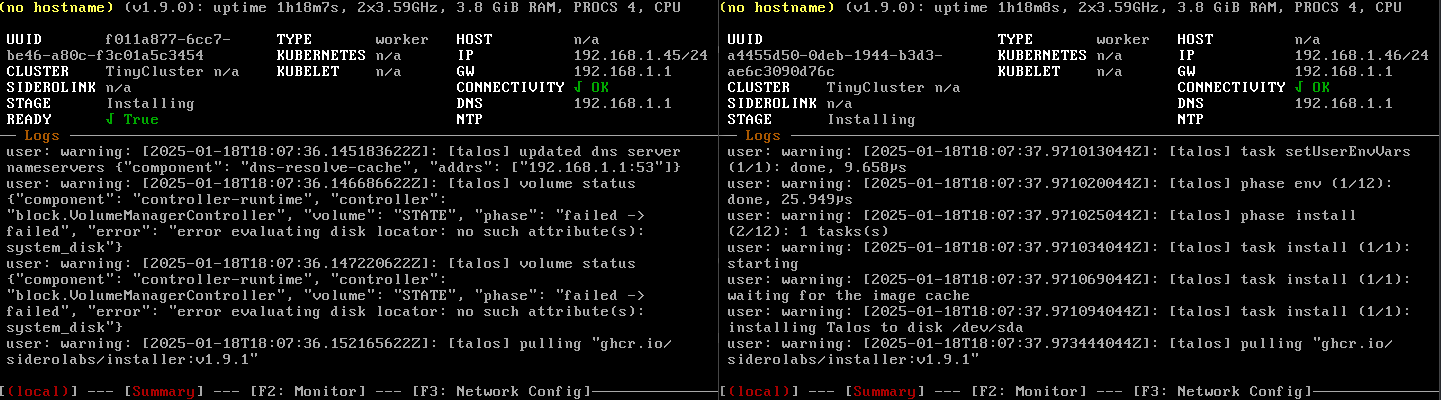 (no hostname) (v1.9.0): uptime 1h18m7s, 2x3.59GHz, 3.8 GiB RAM, PROCS 4, CPU
UUID f011a877-6cc7- TYPE worker HOST n/a
be46-a80c-f3c01a5c3454 KUBERNETES n/a IP 192.168.1.45/24
CLUSTER TinyCluster n/a KUBELET n/a GW 192.168.1.1
SIDEROLINK n/a CONNECTIVITY √ OK
STAGE Installing DNS 192.168.1.1
READY √ True NTP
Logs
user: warning: [2025-01-18T18:07:36.145183622Z]: [talos] updated dns server
nameservers {"component": "dns-resolve-cache", "addrs": ["192.168.1.1:53"]}
user: warning: [2025-01-18T18:07:36.146686622Z]: [talos] volume status
{"component": "controller-runtime", "controller":
"block.VolumeManagerController", "volume": "STATE", "phase": "failed ->
failed", "error": "error evaluating disk locator: no such attribute(s):
system_disk"}
user: warning: [2025-01-18T18:07:36.147220622Z]: [talos] volume status
{"component": "controller-runtime", "controller":
"block.VolumeManagerController", "volume": "STATE", "phase": "failed ->
failed", "error": "error evaluating disk locator: no such attribute(s):
system_disk"}
user: warning: [2025-01-18T18:07:36.152165622Z]: [talos] pulling "ghcr.io/
siderolabs/installer:v1.9.1"
[(local)] --- [Summary] --- [F2: Monitor] --- [F3: Network Config]
(no hostname) (v1.9.0): uptime 1h18m8s, 2x3.59GHz, 3.8 GiB RAM, PROCS 4, CPU
UUID TYPE worker HOST n/a
a4455d50-0deb-1944-b3d3- KUBERNETES n/a IP 192.168.1.46/24
ae6c3090d76c KUBELET n/a GW 192.168.1.1
CLUSTER TinyCluster n/a CONNECTIVITY √ OK
SIDEROLINK n/a DNS 192.168.1.1
STAGE Installing NTP
Logs
user: warning: [2025-01-18T18:07:37.971013044Z]: [talos] task setUserEnvVars
(1/1): done, 9.658µs
user: warning: [2025-01-18T18:07:37.971020044Z]: [talos] phase env (1/12):
done, 25.949µs
user: warning: [2025-01-18T18:07:37.971025044Z]: [talos] phase install
(2/12): 1 tasks(s)
user: warning: [2025-01-18T18:07:37.971034044Z]: [talos] task install (1/1):
starting
user: warning: [2025-01-18T18:07:37.971069044Z]: [talos] task install (1/1):
waiting for the image cache
user: warning: [2025-01-18T18:07:37.971094044Z]: [talos] task install (1/1):
installing Talos to disk /dev/sda
user: warning: [2025-01-18T18:07:37.973444044Z]: [talos] pulling "ghcr.io/
siderolabs/installer:v1.9.1"
[(local)] --- [Summary] --- [F2: Monitor] --- [F3: Network Config]